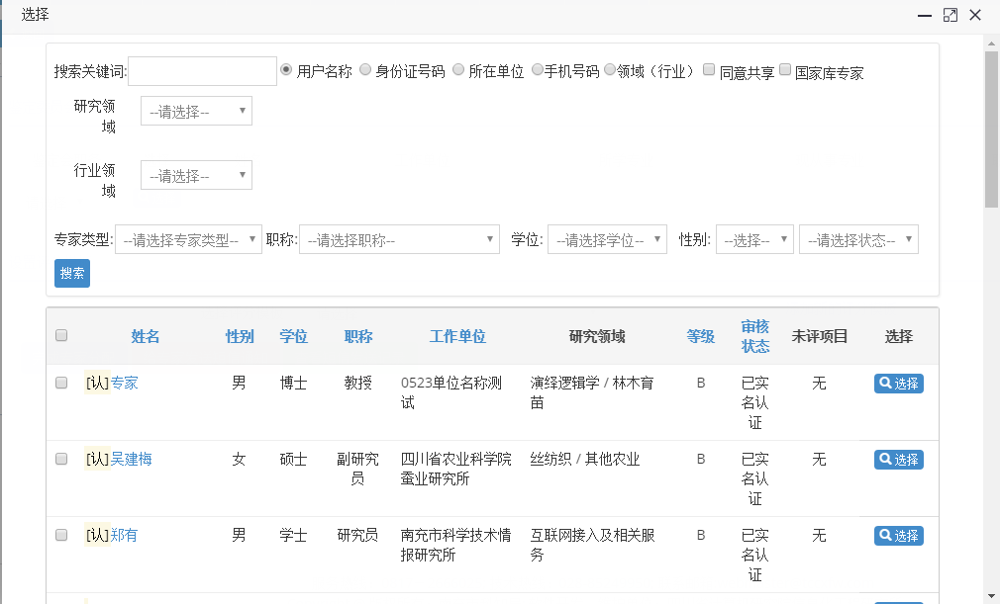 选择
搜索关键词: 用户名称 身份证号码 所在单位 手机号码 领域（行业） 同意共享 国家库专家
研究领
域
--请选择--
行业领
域
--请选择--
专家类型: --请选择专家类型-- 职称: --请选择职称-- 学位: --请选择学位-- 性别: --选择-- --请选择状态--
搜索
姓名 性别 学位 职称 工作单位 研究领域 等级 审核
状态 未评项目 选择
[认]专家 男 博士 教授 0523单位名称测 演绎逻辑学 / 林木育 B 已实 无 选择
试 苗 名认
证
[认]吴建梅 女 硕士 副研究 四川省农业科学院 丝纺织 / 其他农业 B 已实 无 选择
员 蚕业研究所 名认
证
[认]郑有 男 学士 研究员 南充市科学技术情 互联网接入及相关服 B 已实 无 选择
报研究所 务 名认
证